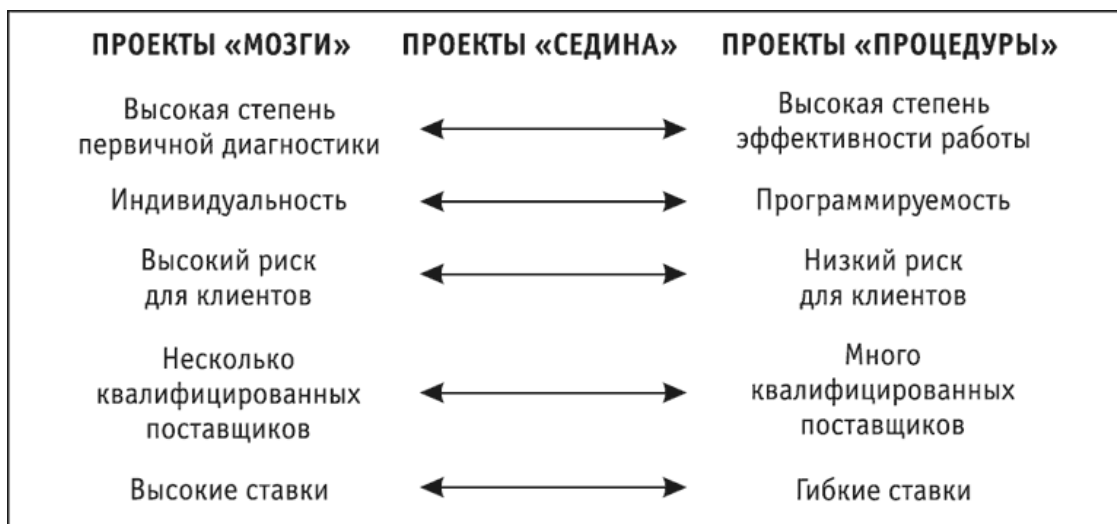 ПРОЕКТЫ «МОЗГИ» ПРОЕКТЫ «СЕДИНА» ПРОЕКТЫ «ПРОЦЕДУРЫ»
Высокая степень
первичной диагностики
Высокая степень
эффективности работы
Индивидуальность
Программируемость
Высокий риск
для клиентов
Низкий риск
для клиентов
Несколько
квалифицированных
поставщиков
Много
квалифицированных
поставщиков
Высокие ставки
Гибкие ставки